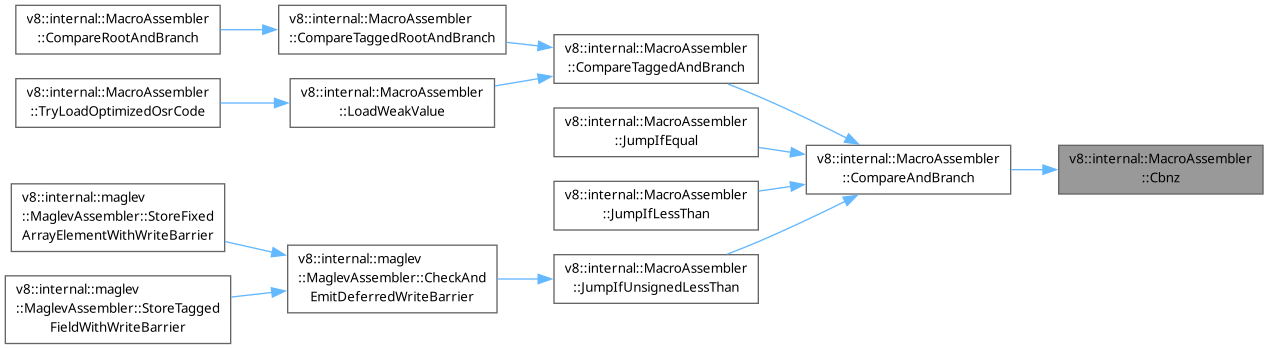 v8::internal::MacroAssembler
::CompareRootAndBranch
v8::internal::MacroAssembler
::CompareTaggedRootAndBranch
v8::internal::MacroAssembler
::CompareTaggedAndBranch
v8::internal::MacroAssembler
::TryLoadOptimizedOsrCode
v8::internal::MacroAssembler
::LoadWeakValue
v8::internal::MacroAssembler
::JumpIfEqual
v8::internal::MacroAssembler
::CompareAndBranch
v8::internal::MacroAssembler
::Cbnz
v8::internal::MacroAssembler
::JumpIfLessThan
v8::internal::maglev
::MaglevAssembler::StoreFixed
ArrayElementWithWriteBarrier
v8::internal::maglev
::MaglevAssembler::CheckAnd
EmitDeferredWriteBarrier
v8::internal::MacroAssembler
::JumpIfUnsignedLessThan
v8::internal::maglev
::MaglevAssembler::StoreTagged
FieldWithWriteBarrier